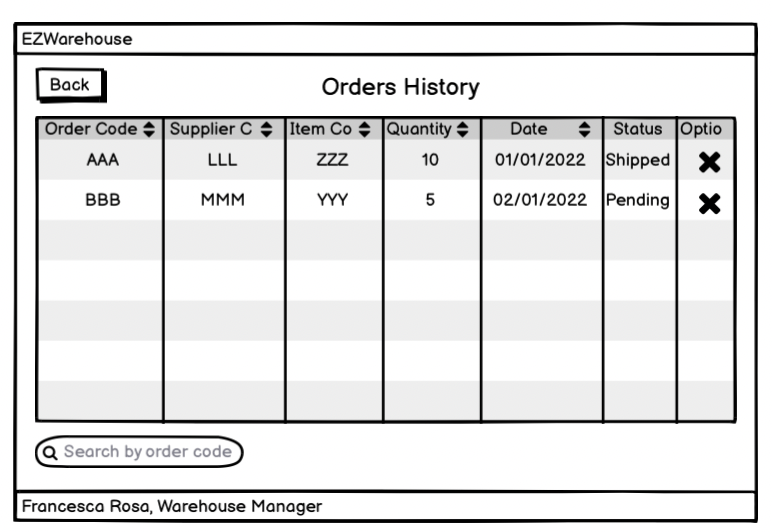 EZWarehouse
Back
Orders History
Order Code Supplier C Item Co Quantity Date Status Optio
AAA LLL ZZZ 10 01/01/2022 Shipped
BBB MMM YYY 5 02/01/2022 Pending
Search by order code
Francesca Rosa, Warehouse Manager